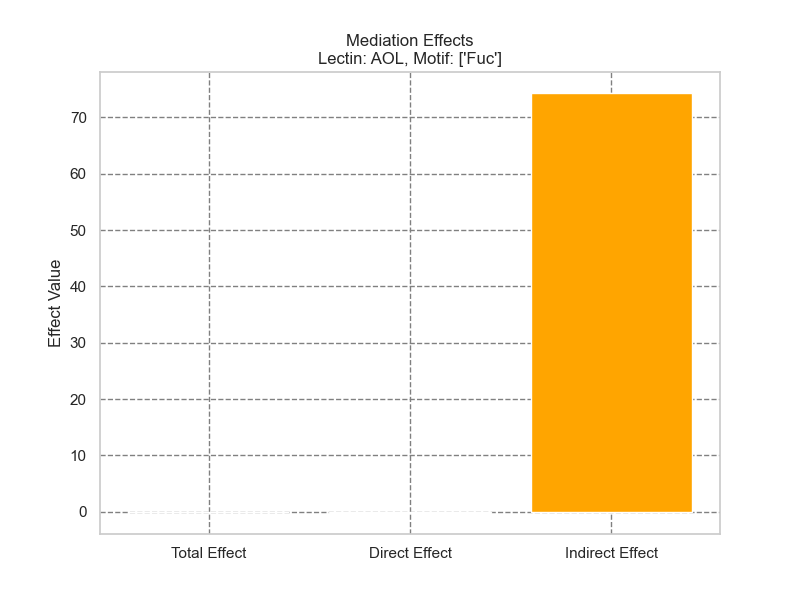 Mediation Effects
Lectin: AOL, Motif: ['Fuc']
Effect Value
70
60
50
40
30
20
10
0
Total Effect
Direct Effect
Indirect Effect